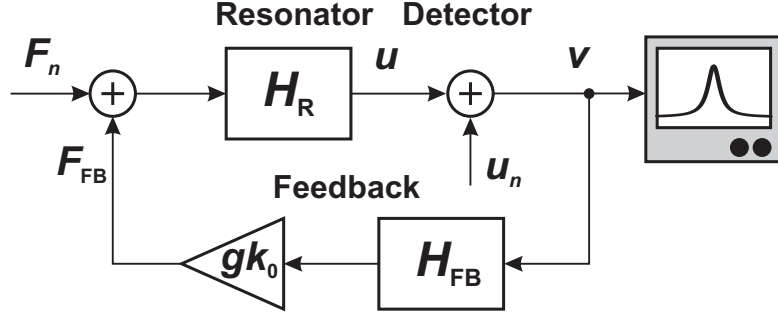 Resonator Detector
F_n u v
+ H_R +
F_FB u_n
Feedback
gk_0 H_FB